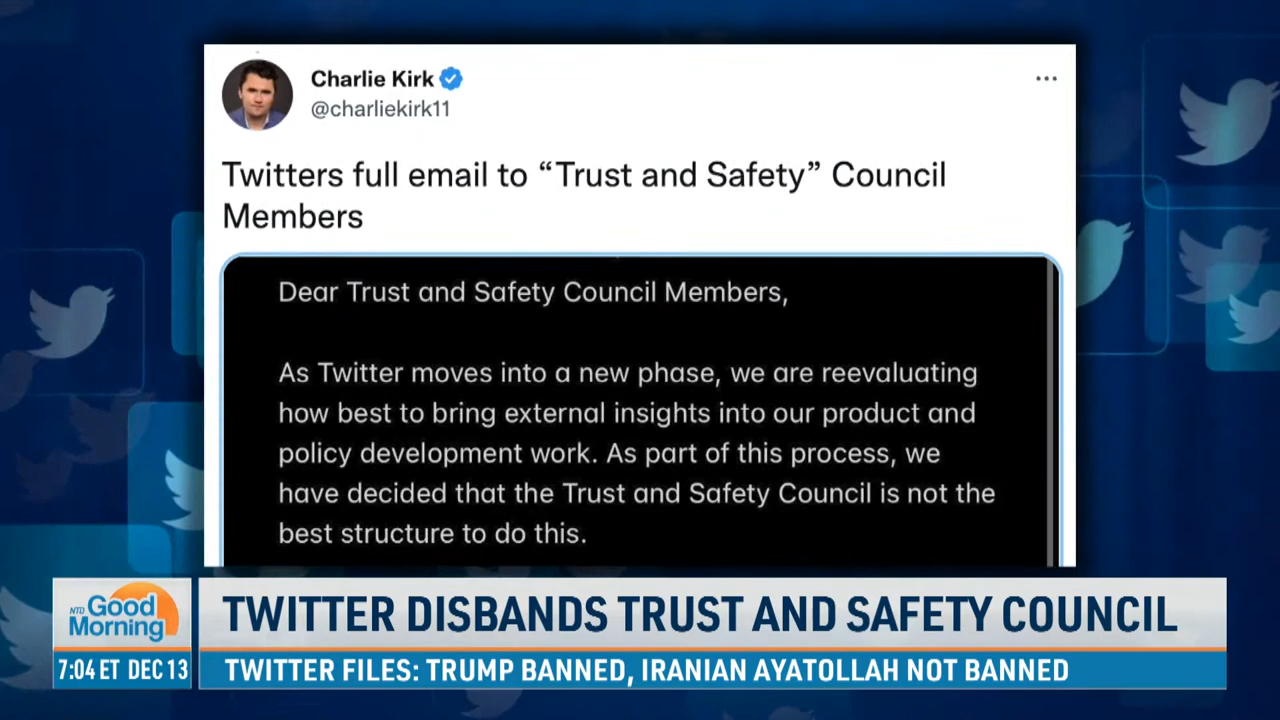 Charlie Kirk
@charliekirk11
Twitters full email to “Trust and Safety” Council
Members
Dear Trust and Safety Council Members,
As Twitter moves into a new phase, we are reevaluating
how best to bring external insights into our product and
policy development work. As part of this process, we
have decided that the Trust and Safety Council is not the
best structure to do this.
NTD Good
Morning
TWITTER DISBANDS TRUST AND SAFETY COUNCIL
7:04 ET DEC 13
TWITTER FILES: TRUMP BANNED, IRANIAN AYATOLLAH NOT BANNED